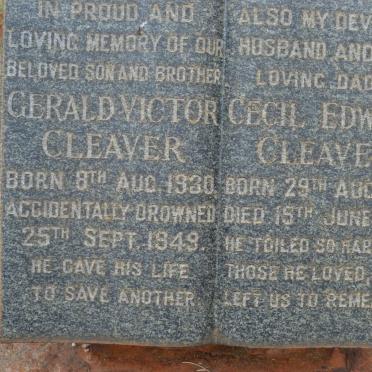 IN PROUD AND
LOVING MEMORY OF OUR
BELOVED SON AND BROTHER
GERALD VICTOR
CLEAVER
BORN 8TH AUG. 1930.
ACCIDENTALLY DROWNED
25TH SEPT. 1949.
HE GAVE HIS LIFE
TO SAVE ANOTHER.
ALSO MY DEV
HUSBAND AND
LOVING DAD
CECIL EDW
CLEAVE
BORN 29TH AUG
DIED 15TH JUNE
HE TOILED SO HAR
THOSE HE LOVED,
LEFT US TO REME